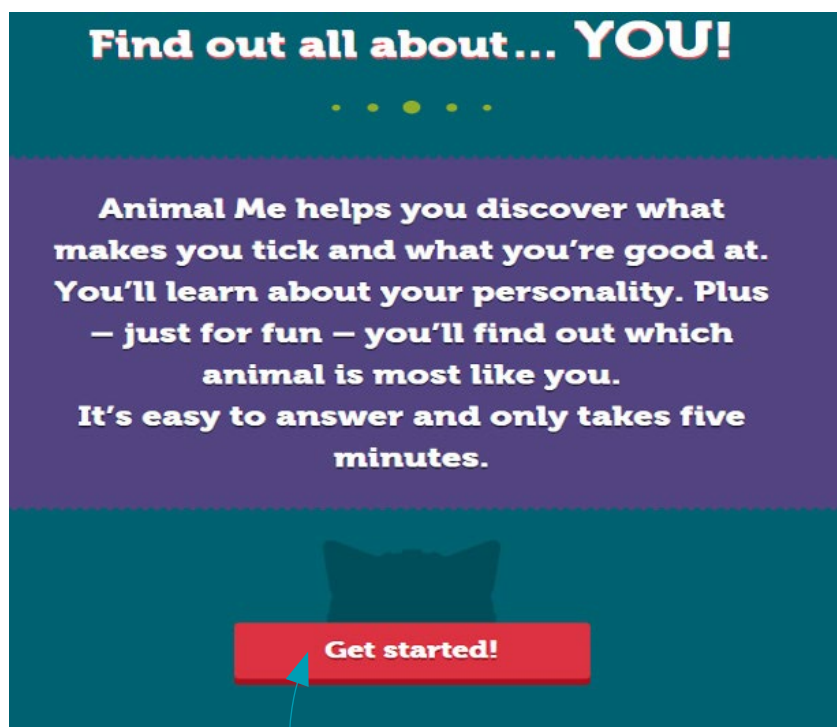 Find out all about... YOU!
Animal Me helps you discover what
makes you tick and what you're good at.
You'll learn about your personality. Plus
– just for fun – you'll find out which
animal is most like you.
It's easy to answer and only takes five
minutes.
Get started!